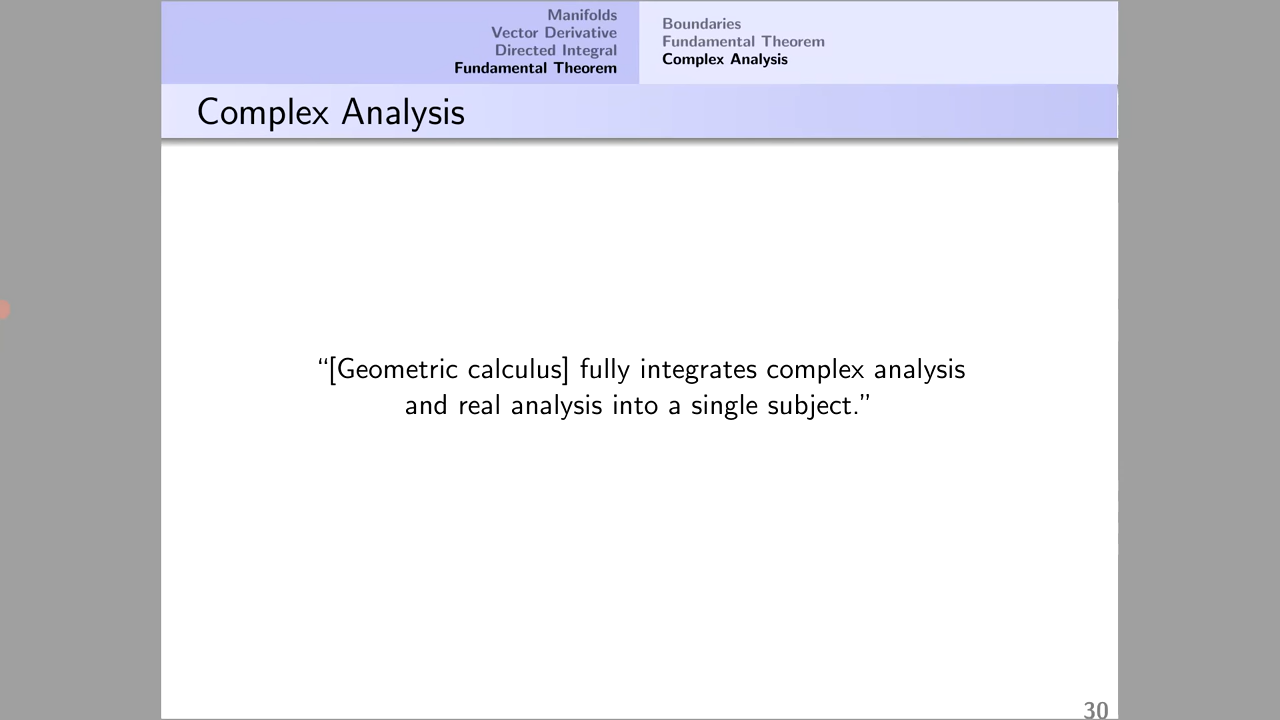 Manifolds
Vector Derivative
Directed Integral
Fundamental Theorem
Boundaries
Fundamental Theorem
Complex Analysis
Complex Analysis
“[Geometric calculus] fully integrates complex analysis
and real analysis into a single subject.”
30